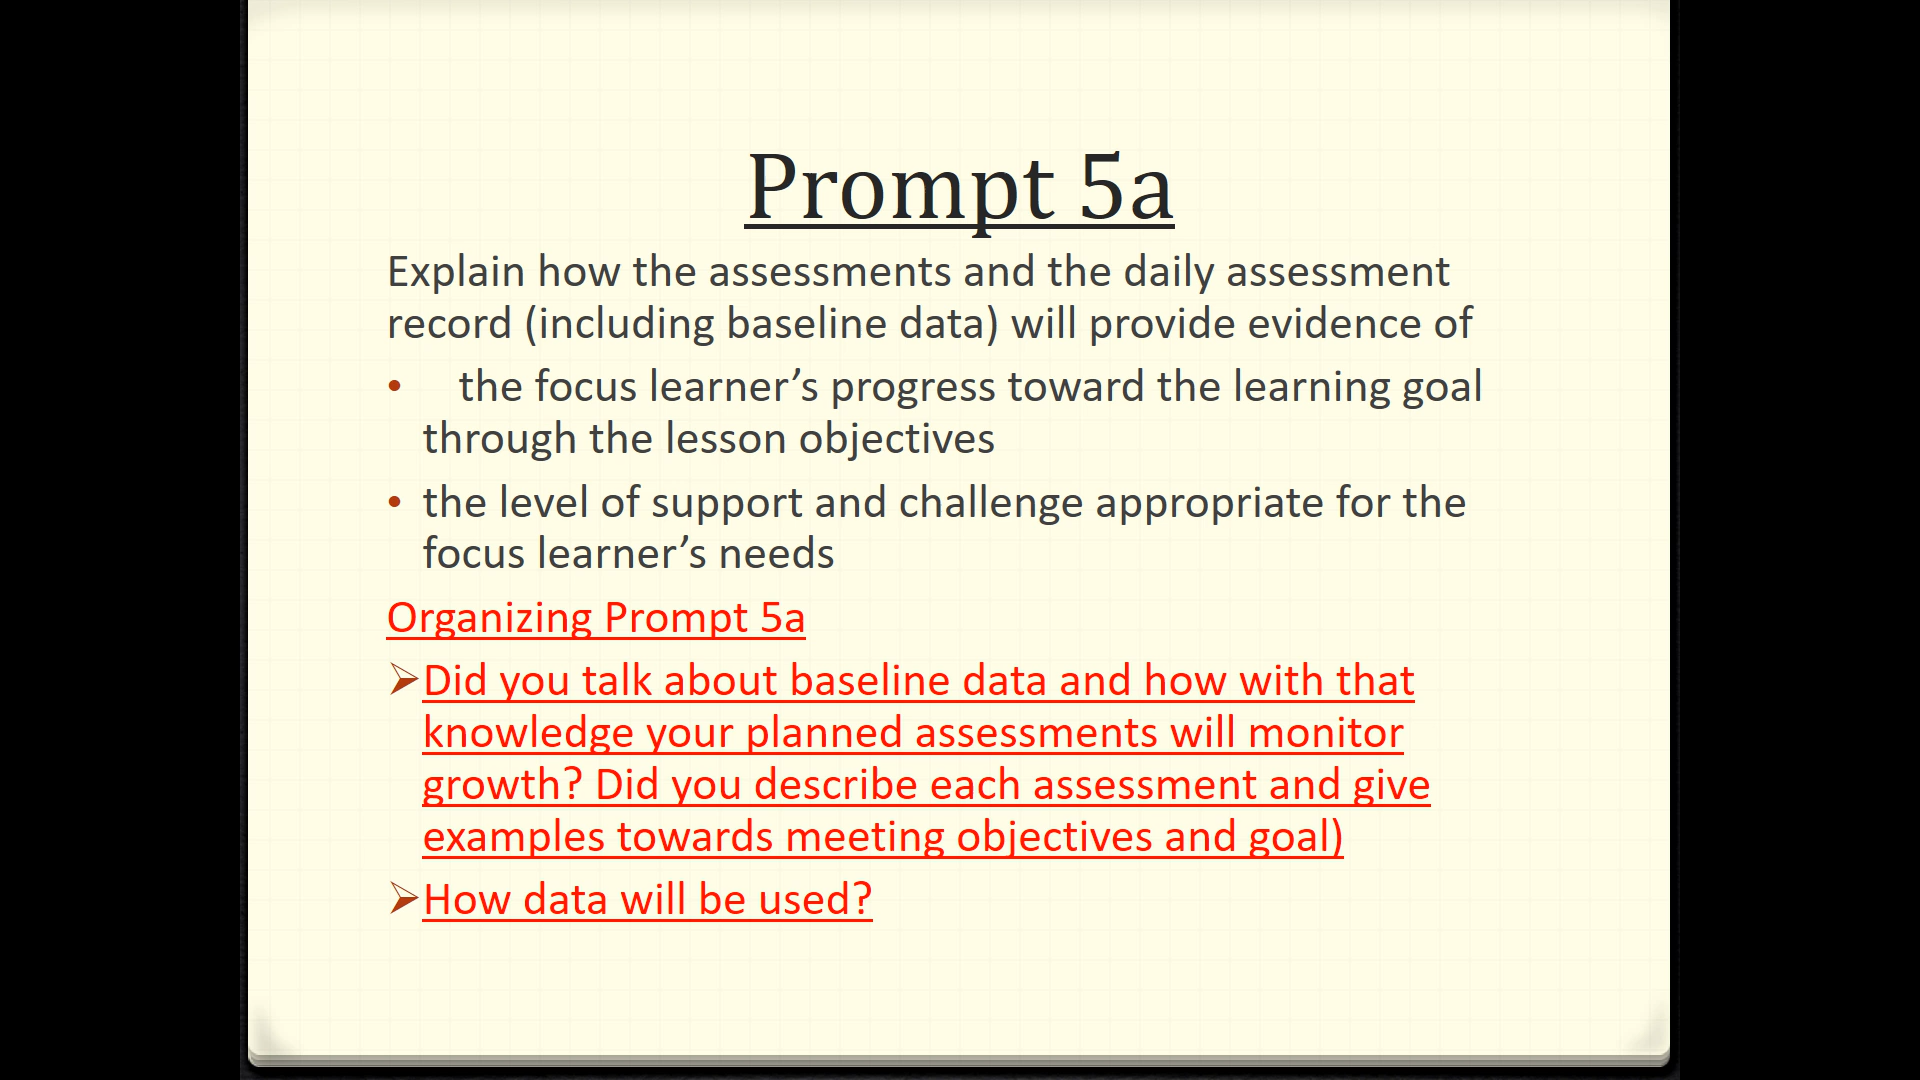 Prompt 5a
Explain how the assessments and the daily assessment
record (including baseline data) will provide evidence of
• the focus learner’s progress toward the learning goal
through the lesson objectives
• the level of support and challenge appropriate for the
focus learner’s needs
Organizing Prompt 5a
➢Did you talk about baseline data and how with that
knowledge your planned assessments will monitor
growth? Did you describe each assessment and give
examples towards meeting objectives and goal)
➢How data will be used?